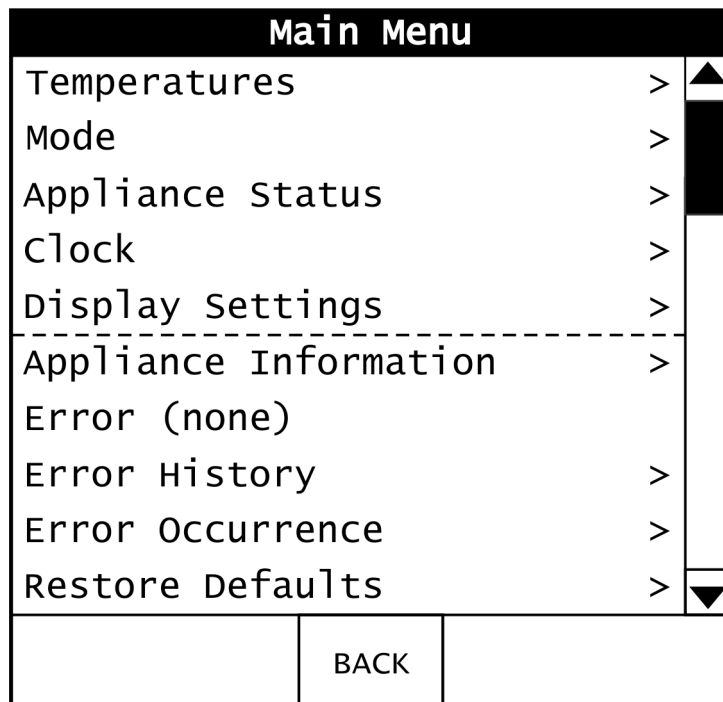 Main Menu
Temperatures >
Mode >
Appliance Status >
Clock >
Display Settings >
Appliance Information >
Error (none)
Error History >
Error Occurrence >
Restore Defaults >
BACK